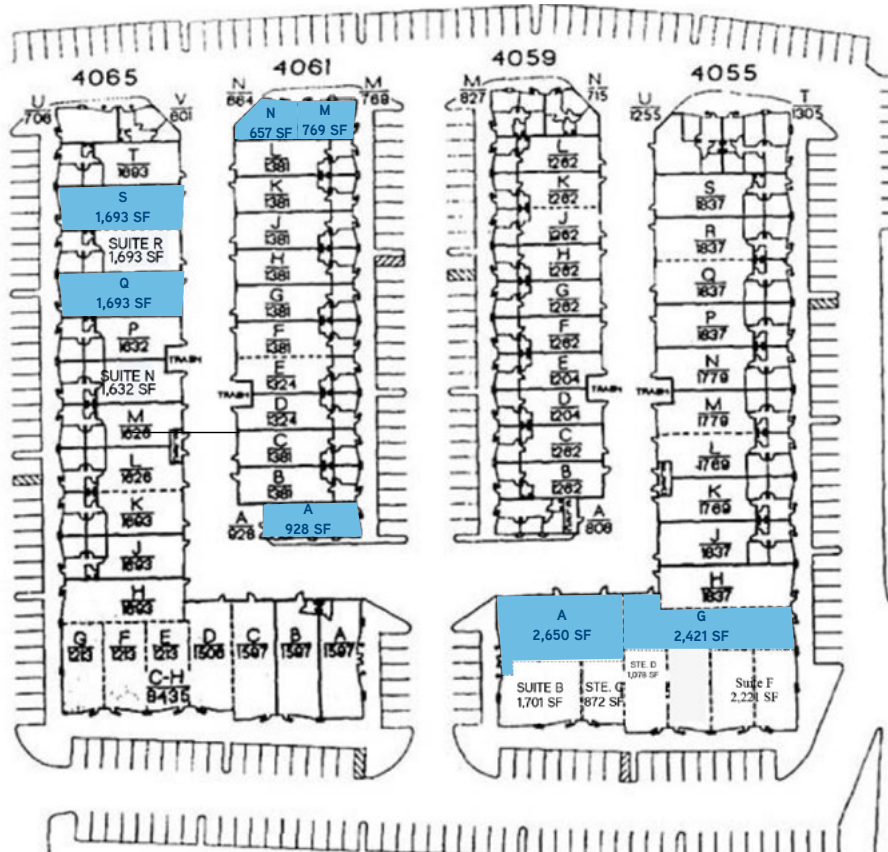 4065
U
706
V
601
T
1693
S
1,693 SF
SUITE R
1,693 SF
Q
1,693 SF
P
1632
TRASH
SUITE N
1,632 SF
M
1626
L
1626
K
1693
J
1693
H
1693
G
1213
F
1213
E
1213
D
1506
C
1597
B
1597
A
1597
C-H
8435
4061
N
664
M
769
N
657 SF
M
769 SF
L
1381
K
1381
J
1381
H
1381
G
1381
F
1381
E
1324
TRASH
D
1324
C
1381
B
1381
A
928
A
928 SF
4059
M
827
N
715
L
1262
K
1262
J
1262
H
1262
G
1262
F
1262
E
1204
TRASH
D
1204
C
1262
B
1262
A
808
4055
U
1255
T
1305
S
1837
R
1837
Q
1837
P
1837
N
1779
TRASH
M
1779
L
1769
K
1769
J
1837
H
1837
A
2,650 SF
G
2,421 SF
SUITE B
1,701 SF
STE. C
872 SF
STE. D
1,078 SF
Suite F
2,221 SF